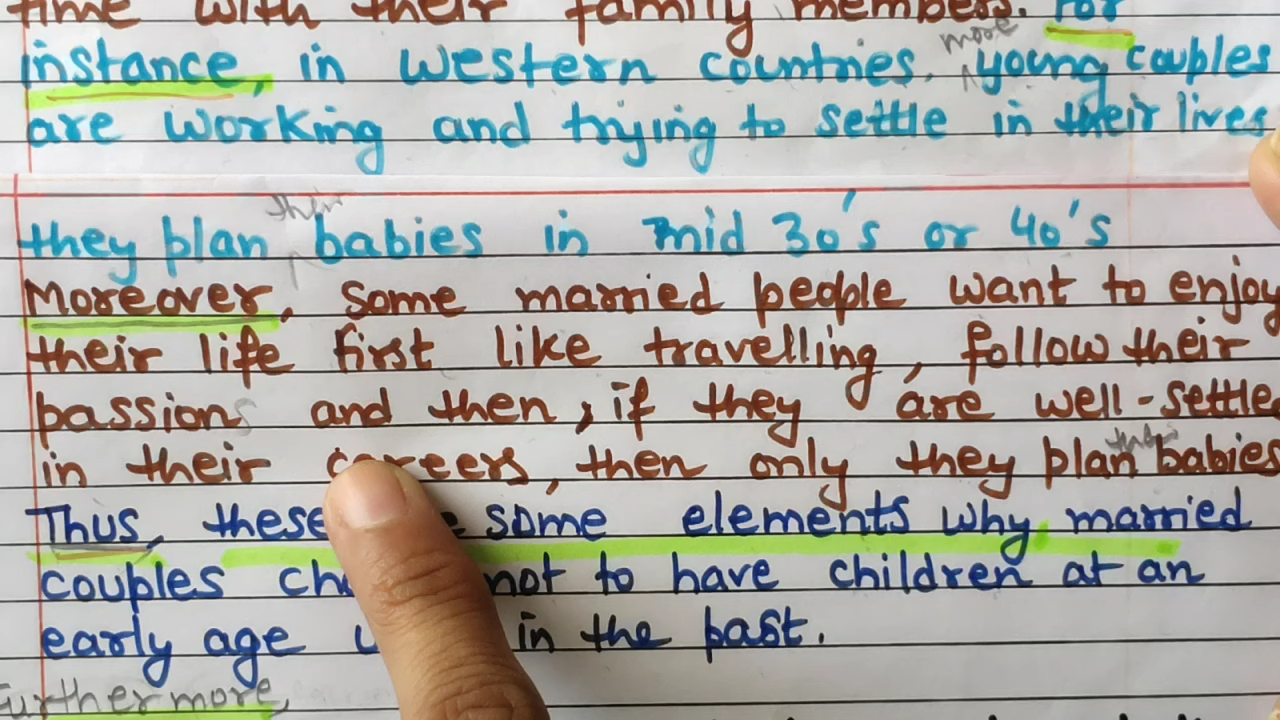 time with their family members. For
more
instance, in western countries. young couples
are working and trying to settle in their lives
their
they plan babies in mid 30's or 40's
Moreover, some married people want to enjoy
their life first like travelling, follow their
passions and then, if they are well-settle
in their careers, then only they plan their babies
Thus, these some elements why married
couples not to have children at an
early age in the past.
Furthermore,